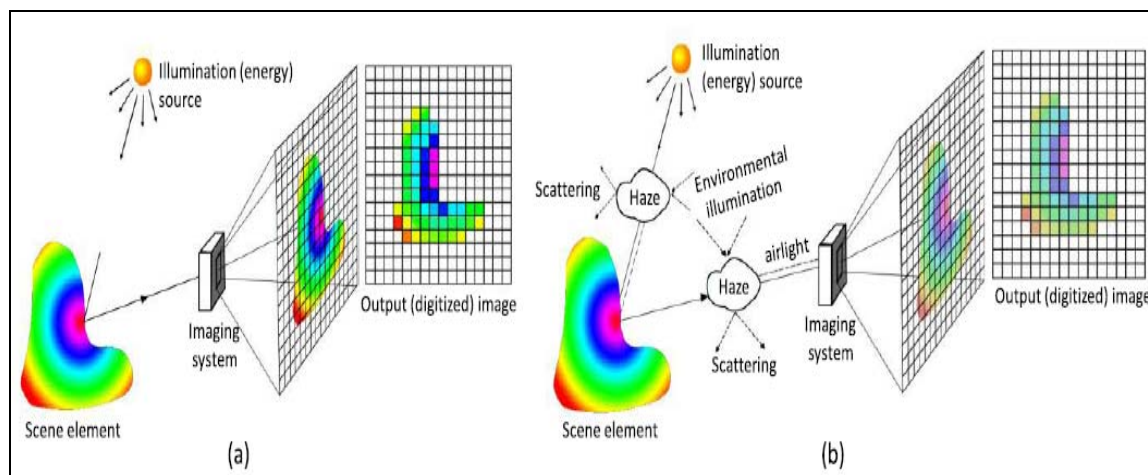 Illumination (energy)
source
Output (digitized) image
Imaging
system
Scene element
(a)
Illumination
(energy) source
Scattering
Haze
Environmental
illumination
airlight
Haze
Scattering
Imaging
system
Output (digitized) image
Scene element
(b)